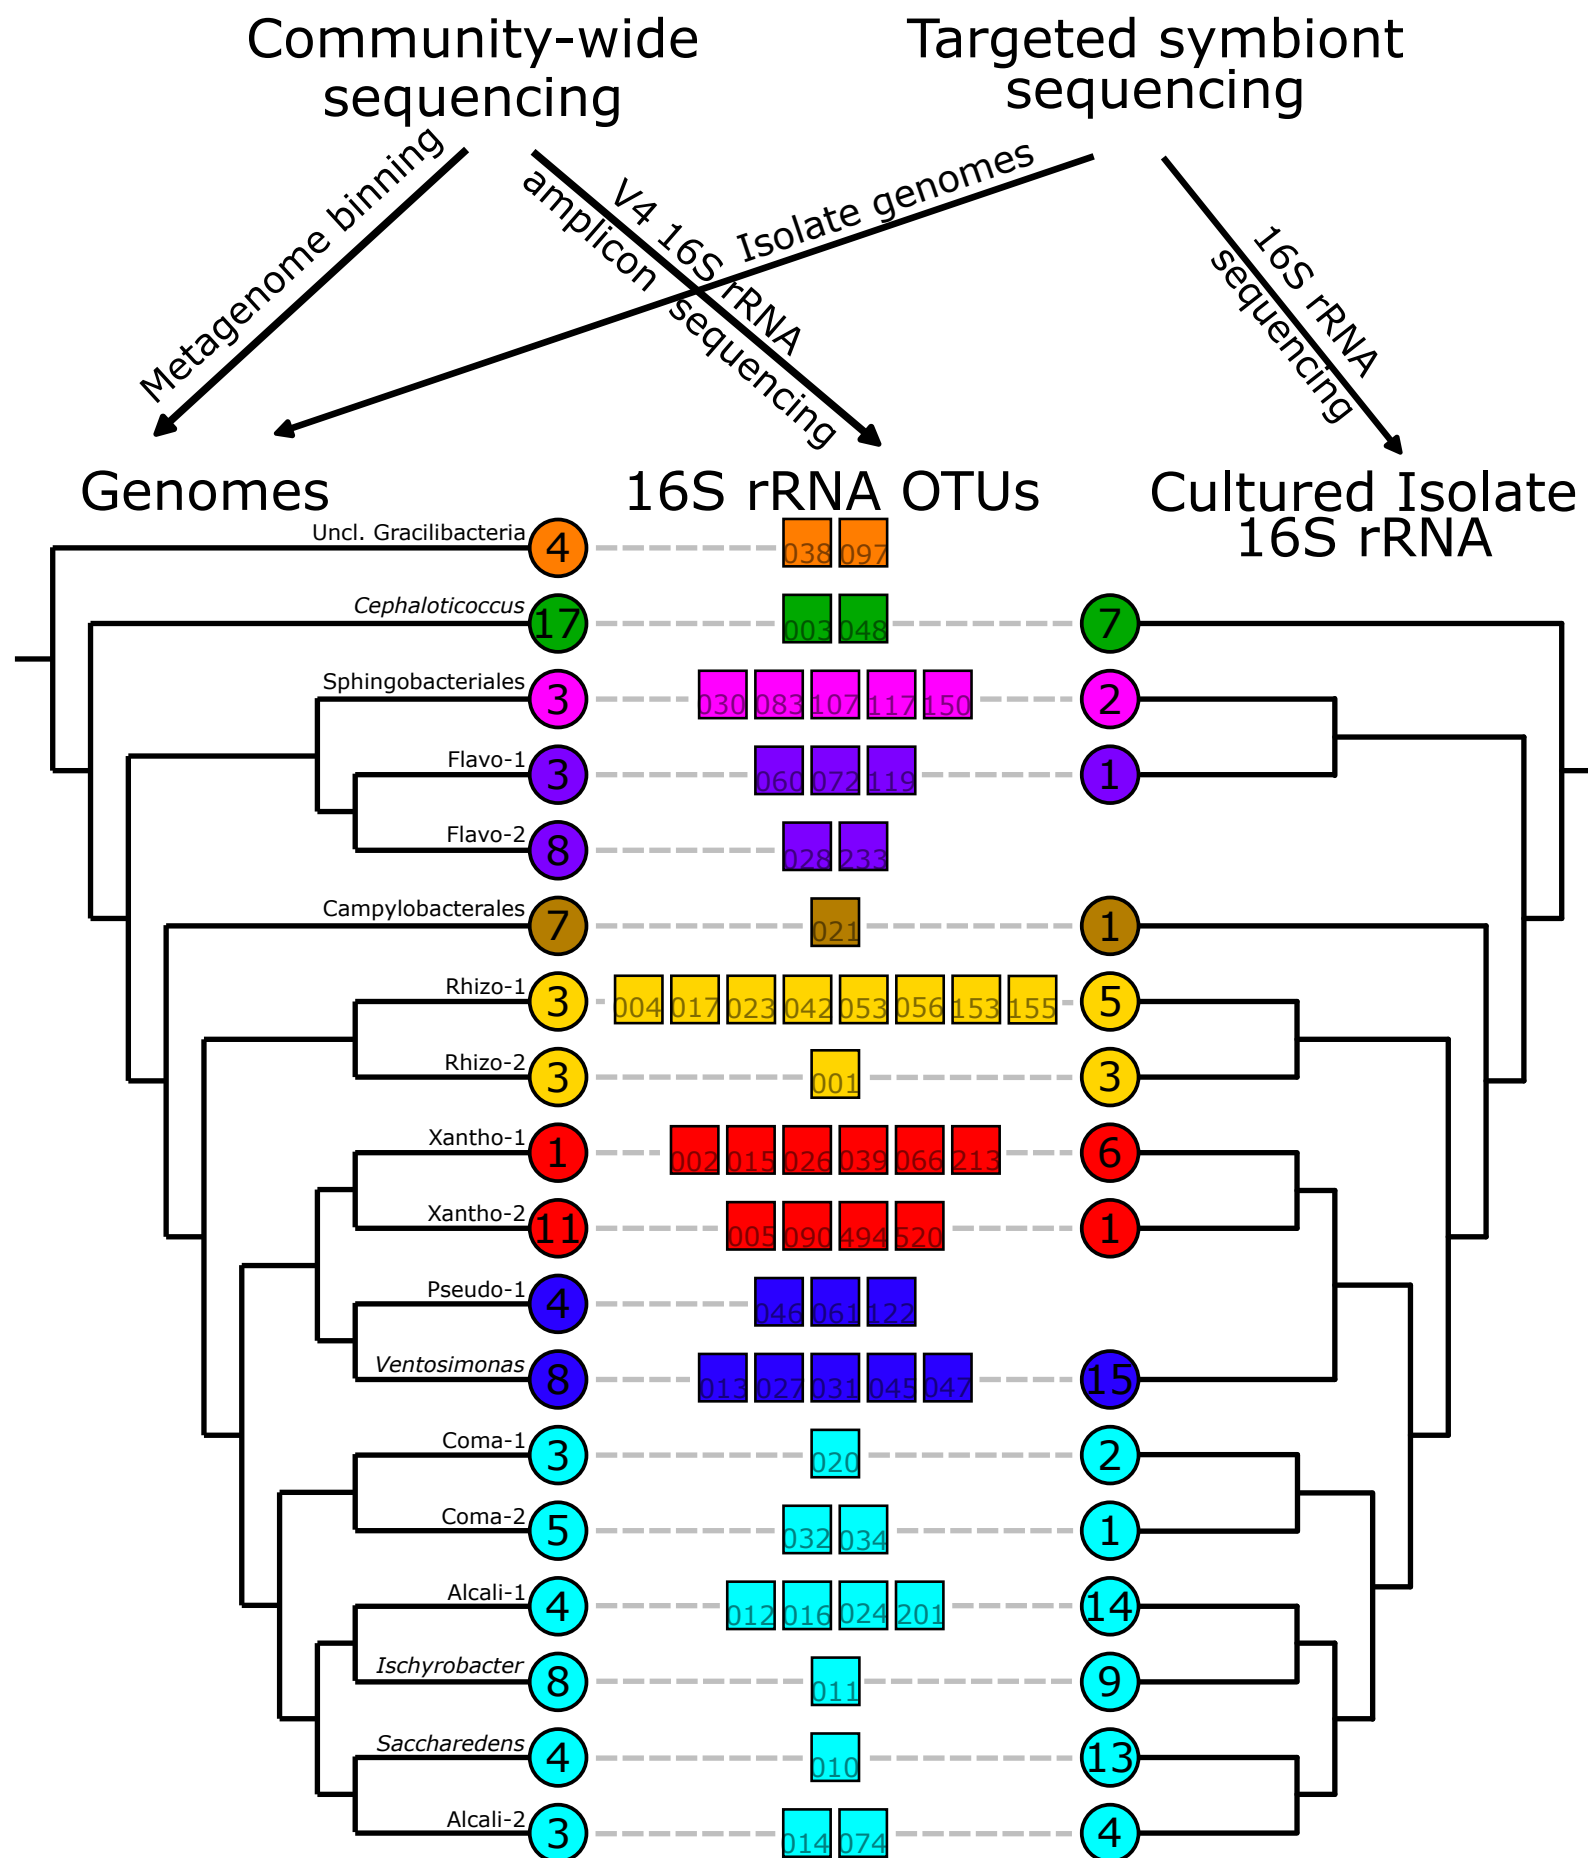 Community-wide
sequencing
Targeted symbiont
sequencing
Metagenome binning
V4 16S rRNA
amplicon sequencing
Isolate genomes
16S rRNA
sequencing
Genomes
16S rRNA OTUs
Cultured Isolate
16S rRNA
Uncl. Gracilibacteria 4 038 097
Cephaloticoccus 17 003 048 7
Sphingobacteriales 3 030 083 107 117 150 2
Flavo-1 3 060 072 119 1
Flavo-2 8 028 233
Campylobacterales 7 021 1
Rhizo-1 3 004 017 023 042 053 056 153 155 5
Rhizo-2 3 001 3
Xantho-1 1 002 015 026 039 066 213 6
Xantho-2 11 005 090 494 520 1
Pseudo-1 4 046 061 122
Ventosimonas 8 013 027 031 045 047 15
Coma-1 3 020 2
Coma-2 5 032 034 1
Alcali-1 4 012 016 024 201 14
Ischyrobacter 8 011 9
Saccharedens 4 010 13
Alcali-2 3 014 074 4